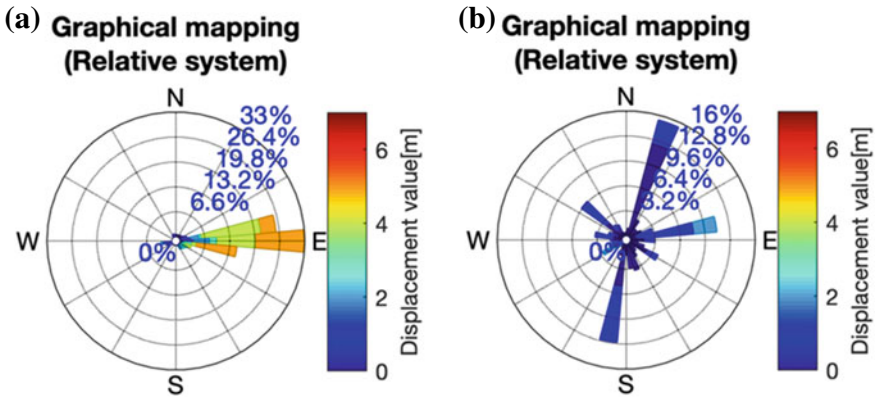 (a)
Graphical mapping
(Relative system)
N
33%
26.4%
19.8%
13.2%
6.6%
0%
W
E
S
6
4
2
0
Displacement value[m]
(b)
Graphical mapping
(Relative system)
N
16%
12.8%
9.6%
6.4%
3.2%
0%
W
E
S
6
4
2
0
Displacement value[m]